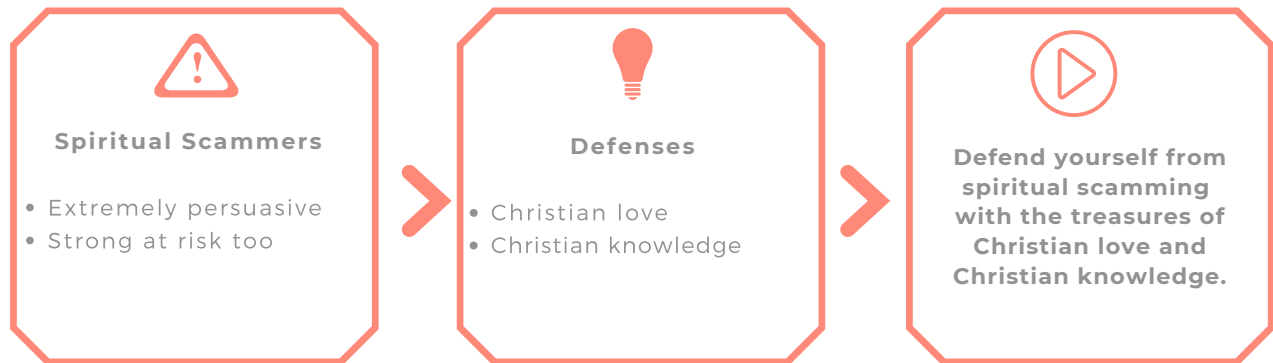 Spiritual Scammers
• Extremely persuasive
• Strong at risk too
Defenses
• Christian love
• Christian knowledge
Defend yourself from
spiritual scamming
with the treasures of
Christian love and
Christian knowledge.